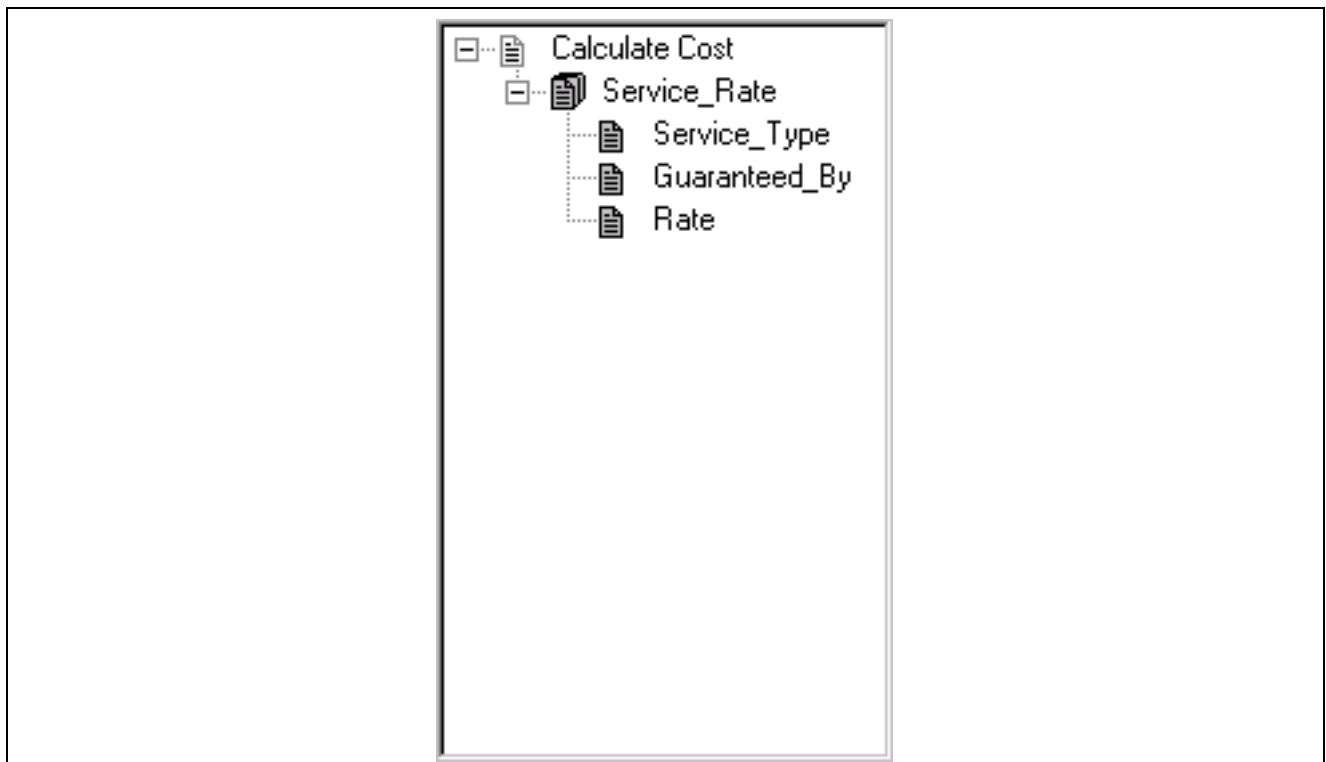 Calculate Cost
Service_Rate
Service_Type
Guaranteed_By
Rate